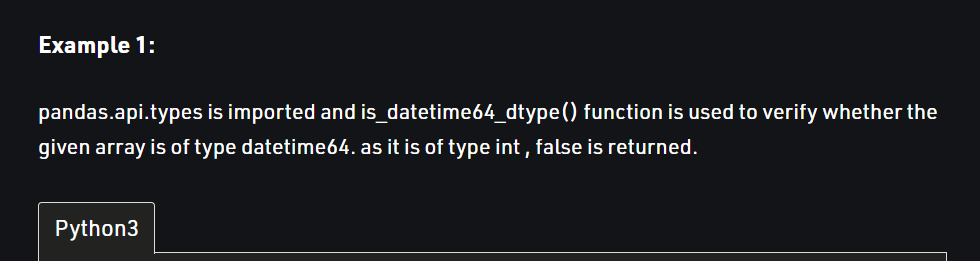 Example 1:
pandas.api.types is imported and is_datetime64_dtype() function is used to verify whether the
given array is of type datetime64. as it is of type int , false is returned.
Python3